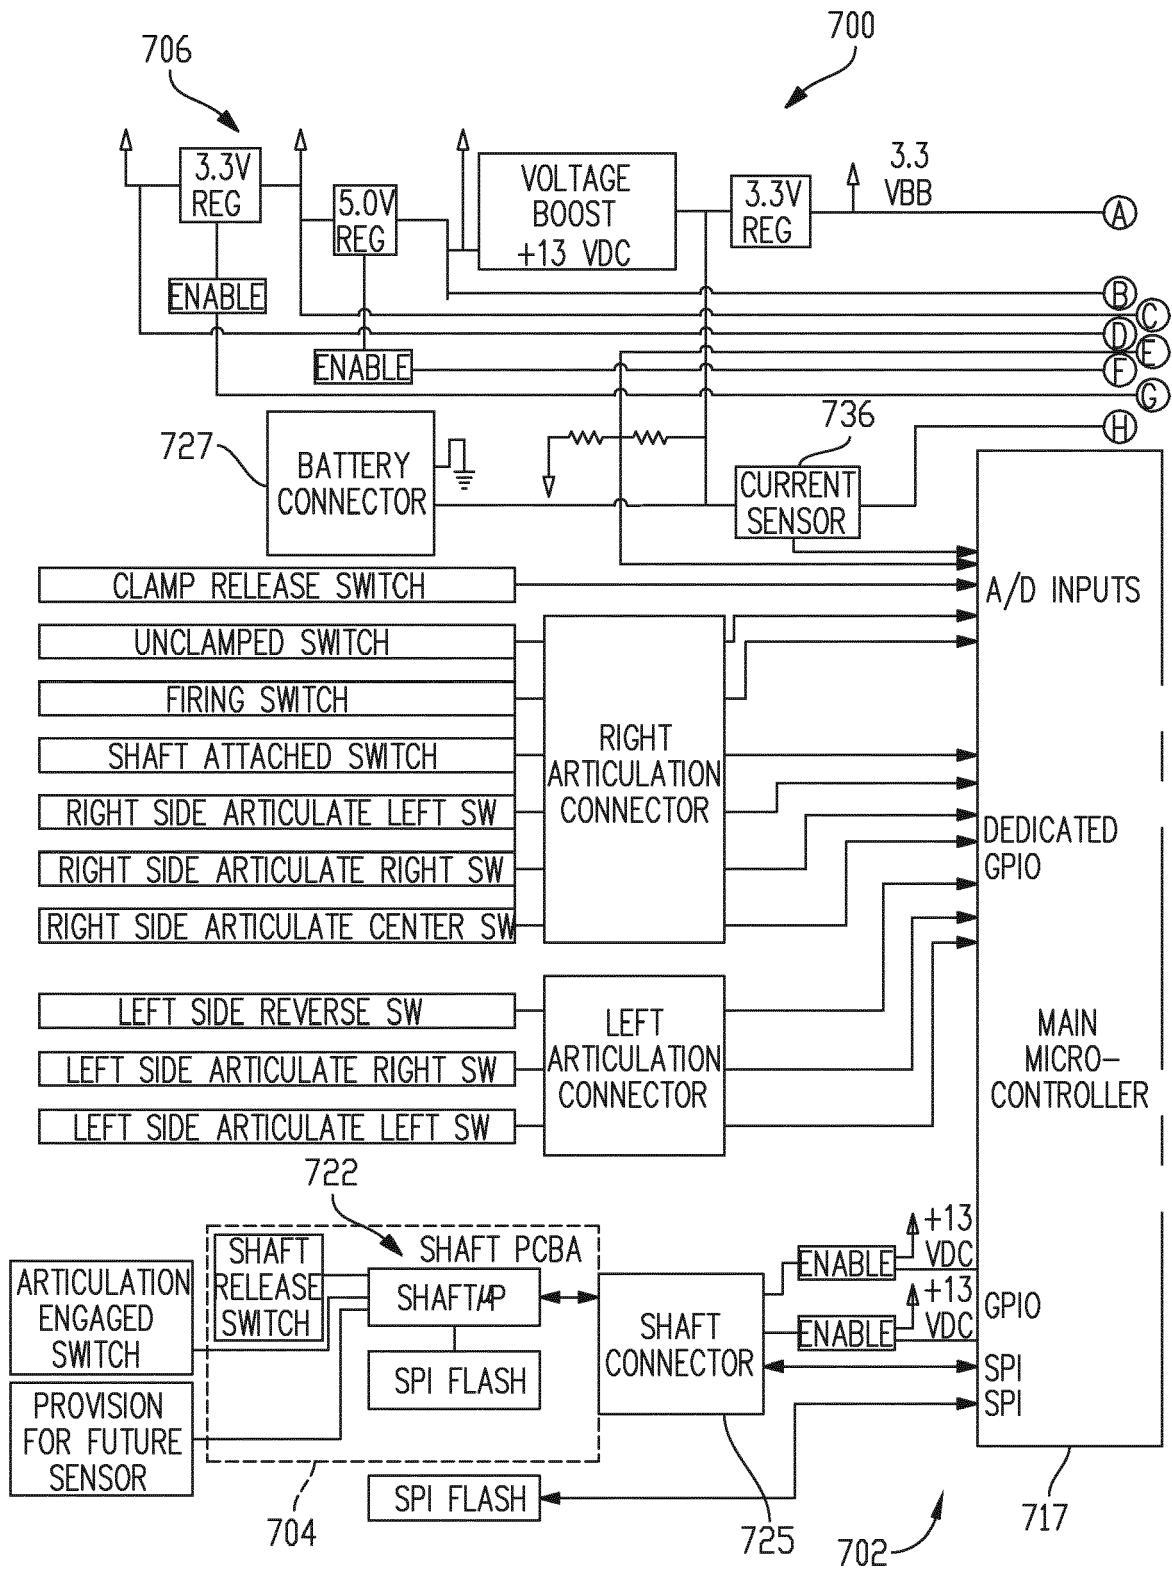 706
700
3.3V
REG
5.0V
REG
VOLTAGE
BOOST
+13 VDC
3.3V
REG
3.3
VBB
A
ENABLE
B
C
D
E
ENABLE
F
G
727
BATTERY
CONNECTOR
736
H
CURRENT
SENSOR
CLAMP RELEASE SWITCH
A/D INPUTS
UNCLAMPED SWITCH
FIRING SWITCH
SHAFT ATTACHED SWITCH
RIGHT SIDE ARTICULATE LEFT SW
RIGHT SIDE ARTICULATE RIGHT SW
RIGHT SIDE ARTICULATE CENTER SW
RIGHT
ARTICULATION
CONNECTOR
DEDICATED
GPIO
LEFT SIDE REVERSE SW
LEFT SIDE ARTICULATE RIGHT SW
LEFT SIDE ARTICULATE LEFT SW
LEFT
ARTICULATION
CONNECTOR
MAIN
MICRO-
CONTROLLER
722
SHAFT PCBA
SHAFT
RELEASE
SWITCH
ARTICULATION
ENGAGED
SWITCH
SHAFT μP
SPI FLASH
PROVISION
FOR FUTURE
SENSOR
SHAFT
CONNECTOR
ENABLE
+13
VDC
ENABLE
+13
VDC
GPIO
SPI
SPI
SPI FLASH
704
725
702
717